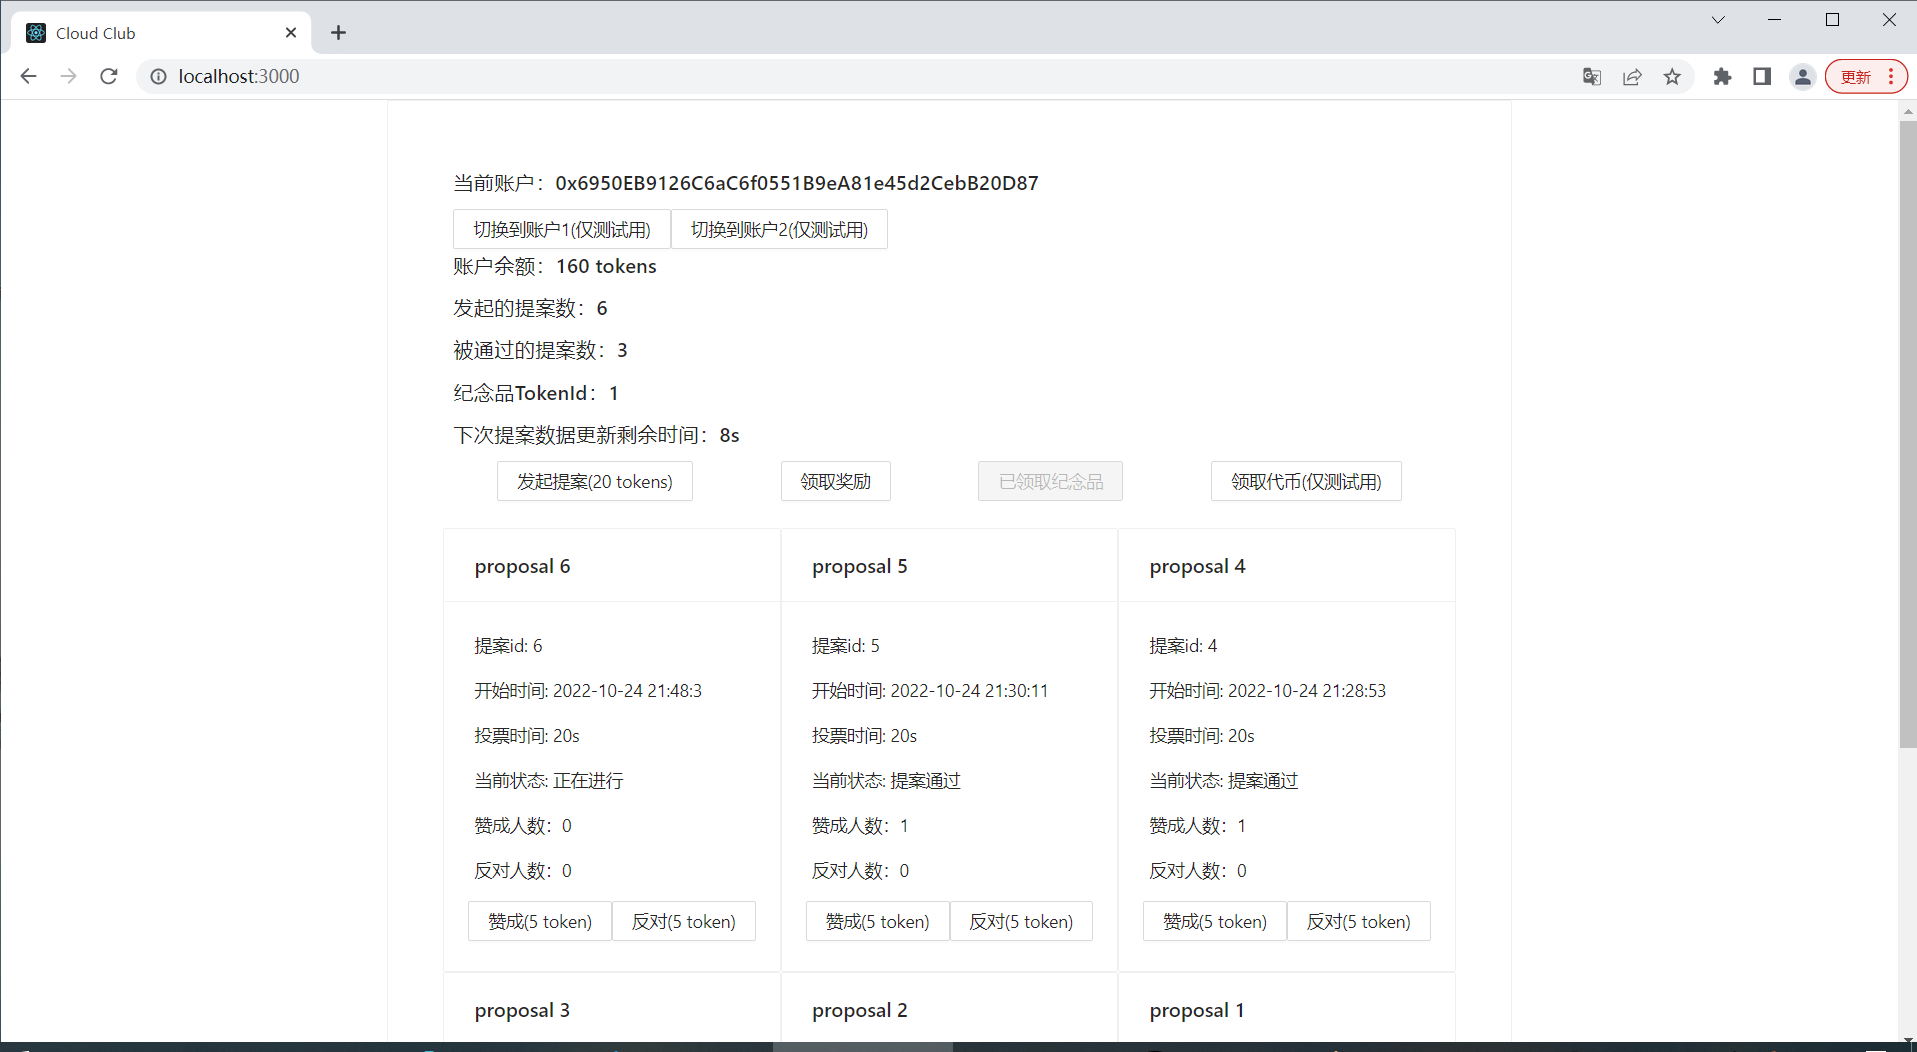 Cloud Club
localhost:3000
更新
当前账户：0x6950EB9126C6aC6f0551B9eA81e45d2CebB20D87
切换到账户1(仅测试用) 切换到账户2(仅测试用)
账户余额：160 tokens
发起的提案数：6
被通过的提案数：3
纪念品TokenId：1
下次提案数据更新剩余时间：8s
发起提案(20 tokens) 领取奖励 已领取纪念品 领取代币(仅测试用)
proposal 6 proposal 5 proposal 4
提案id: 6 提案id: 5 提案id: 4
开始时间: 2022-10-24 21:48:3 开始时间: 2022-10-24 21:30:11 开始时间: 2022-10-24 21:28:53
投票时间: 20s 投票时间: 20s 投票时间: 20s
当前状态: 正在进行 当前状态: 提案通过 当前状态: 提案通过
赞成人数：0 赞成人数：1 赞成人数：1
反对人数：0 反对人数：0 反对人数：0
赞成(5 token) 反对(5 token) 赞成(5 token) 反对(5 token) 赞成(5 token) 反对(5 token)
proposal 3 proposal 2 proposal 1